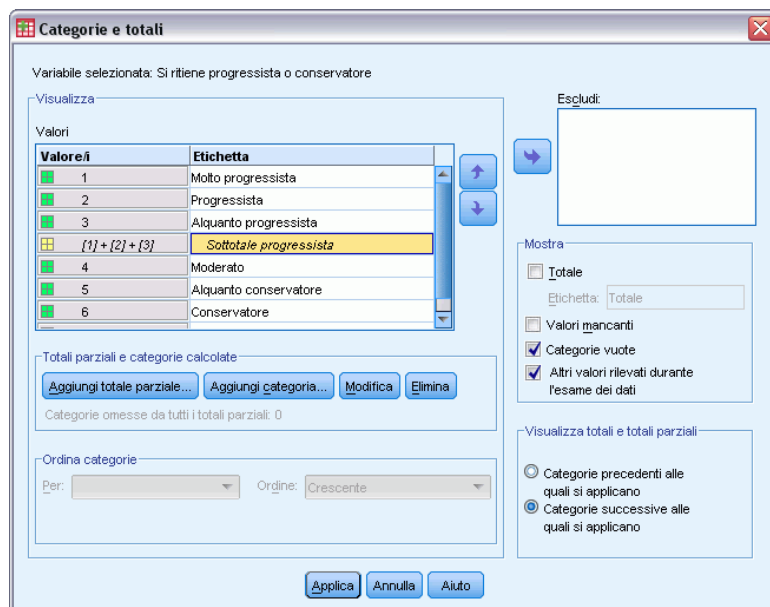 Categorie e totali
Variabile selezionata: Si ritiene progressista o conservatore
Visualizza
Valori
Valore/i Etichetta
1 Molto progressista
2 Progressista
3 Alquanto progressista
[1] + [2] + [3] Sottotale progressista
4 Moderato
5 Alquanto conservatore
6 Conservatore
Totali parziali e categorie calcolate
Aggiungi totale parziale... Aggiungi categoria... Modifica Elimina
Categorie omesse da tutti i totali parziali: 0
Ordina categorie
Per: Ordine: Crescente
Escludi:
Mostra
Totale
Etichetta: Totale
Valori mancanti
Categorie vuote
Altri valori rilevati durante
l'esame dei dati
Visualizza totali e totali parziali
Categorie precedenti alle
quali si applicano
Categorie successive alle
quali si applicano
Applica Annulla Aiuto